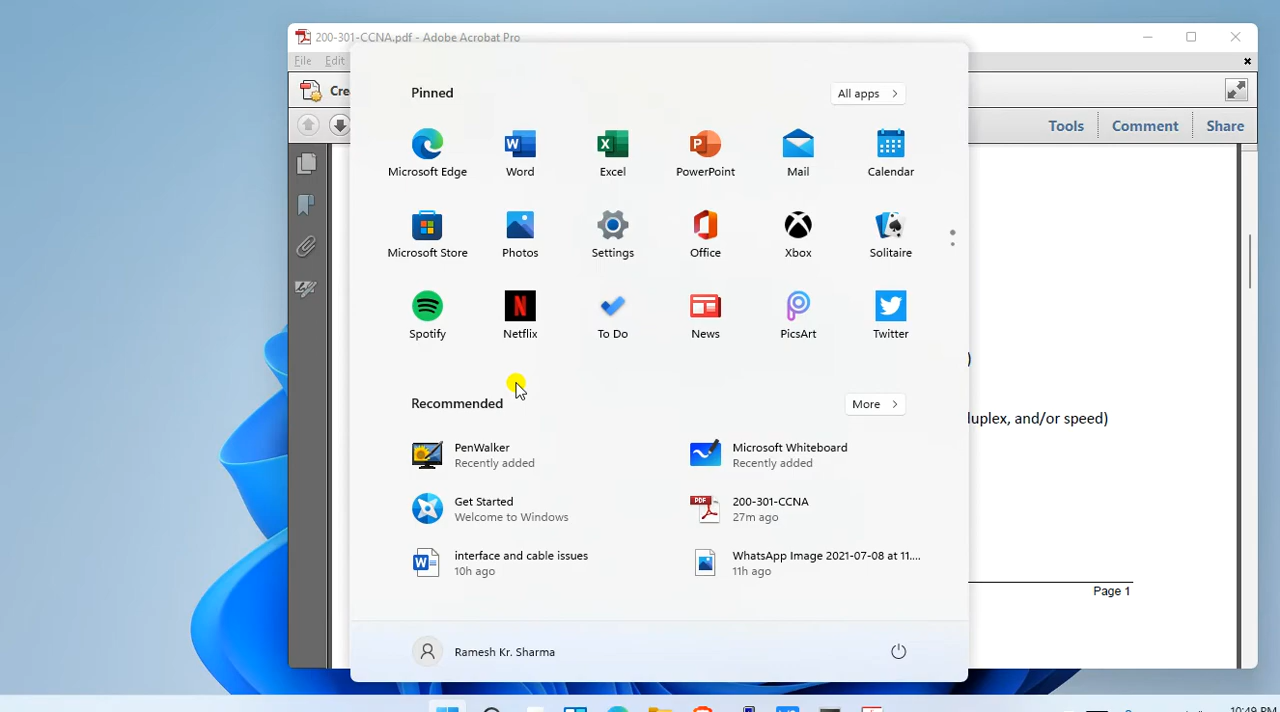 200-301-CCNA.pdf - Adobe Acrobat Pro
File Edit
Cre
Tools Comment Share
Pinned
All apps
Microsoft Edge Word Excel PowerPoint Mail Calendar
Microsoft Store Photos Settings Office Xbox Solitaire
Spotify Netflix To Do News PicsArt Twitter
Recommended
More
PenWalker
Recently added
Microsoft Whiteboard
Recently added
Get Started
Welcome to Windows
200-301-CCNA
27m ago
interface and cable issues
10h ago
WhatsApp Image 2021-07-08 at 11....
11h ago
Ramesh Kr. Sharma
)
uplex, and/or speed)
Page 1
10:49 PM